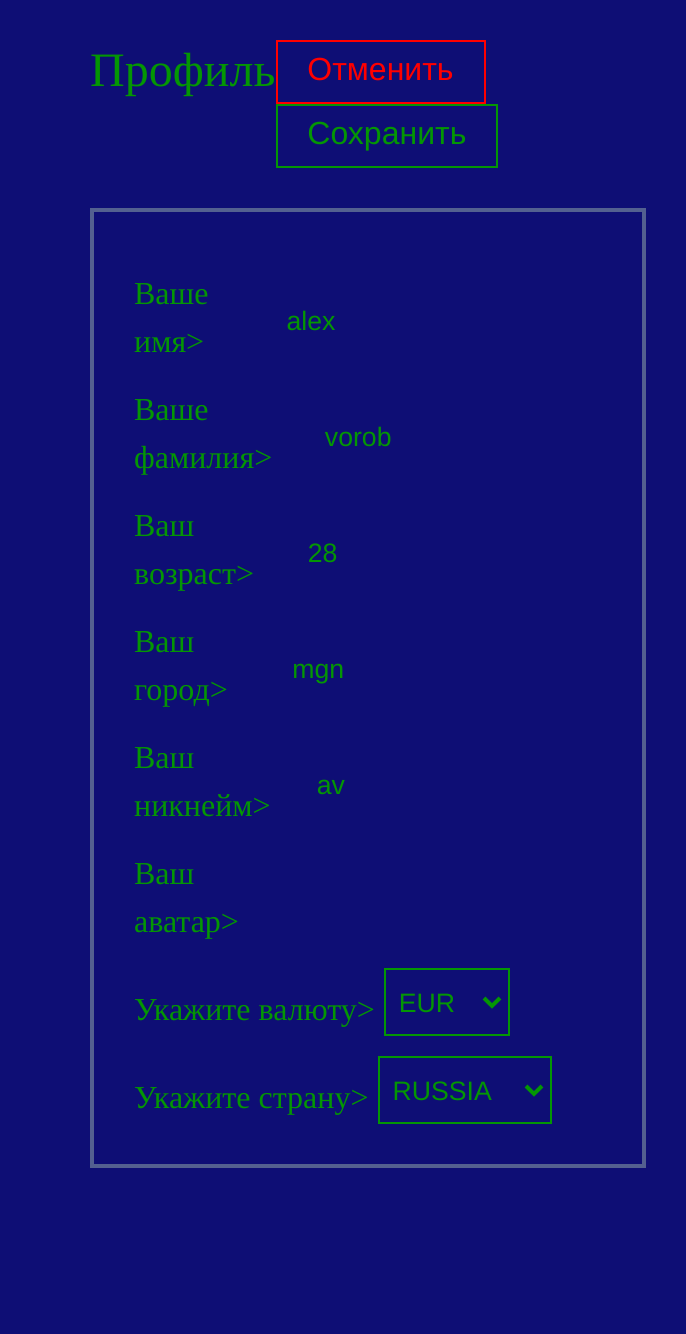 Профиль
Отменить
Сохранить
Ваше
имя>
alex
Ваше
фамилия>
vorob
Ваш
возраст>
28
Ваш
город>
mgn
Ваш
никнейм>
av
Ваш
аватар>
Укажите валюту> EUR
Укажите страну> RUSSIA